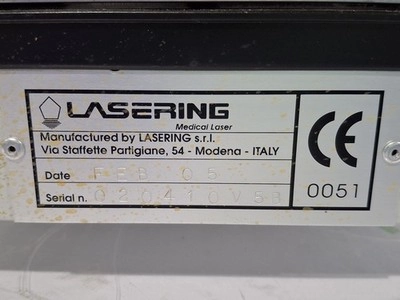 LASERING
Medical Laser
Manufactured by LASERING s.r.l.
Via Staffette Partigiane, 54 - Modena - ITALY
Date FEB 05
Serial n.
CE
0051